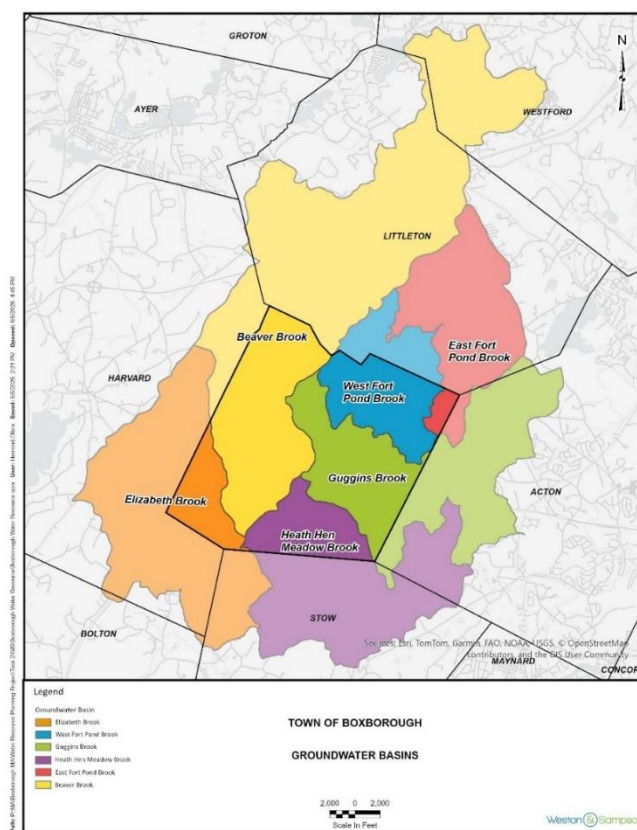 GROTON
N
AYER
WESTFORD
LITTLETON
Beaver Brook
East Fort
Pond Brook
HARVARD
West Fort
Pond Brook
Guggins Brook
Elizabeth Brook
ACTON
Heath Hen
Meadow Brook
STOW
BOLTON
Sources: Esri, TomTom, Garmin, FAO, NOAA, USGS, © OpenStreetMap
contributors, and the GIS User Community
MAYNARD
CONCOR
Legend
Groundwater Basin
Elizabeth Brook
West Fort Pond Brook
Guggins Brook
Heath Hen Meadow Brook
East Fort Pond Brook
Beaver Brook
TOWN OF BOXBOROUGH
GROUNDWATER BASINS
2,000 0 2,000
Scale In Feet
Weston & Sampson